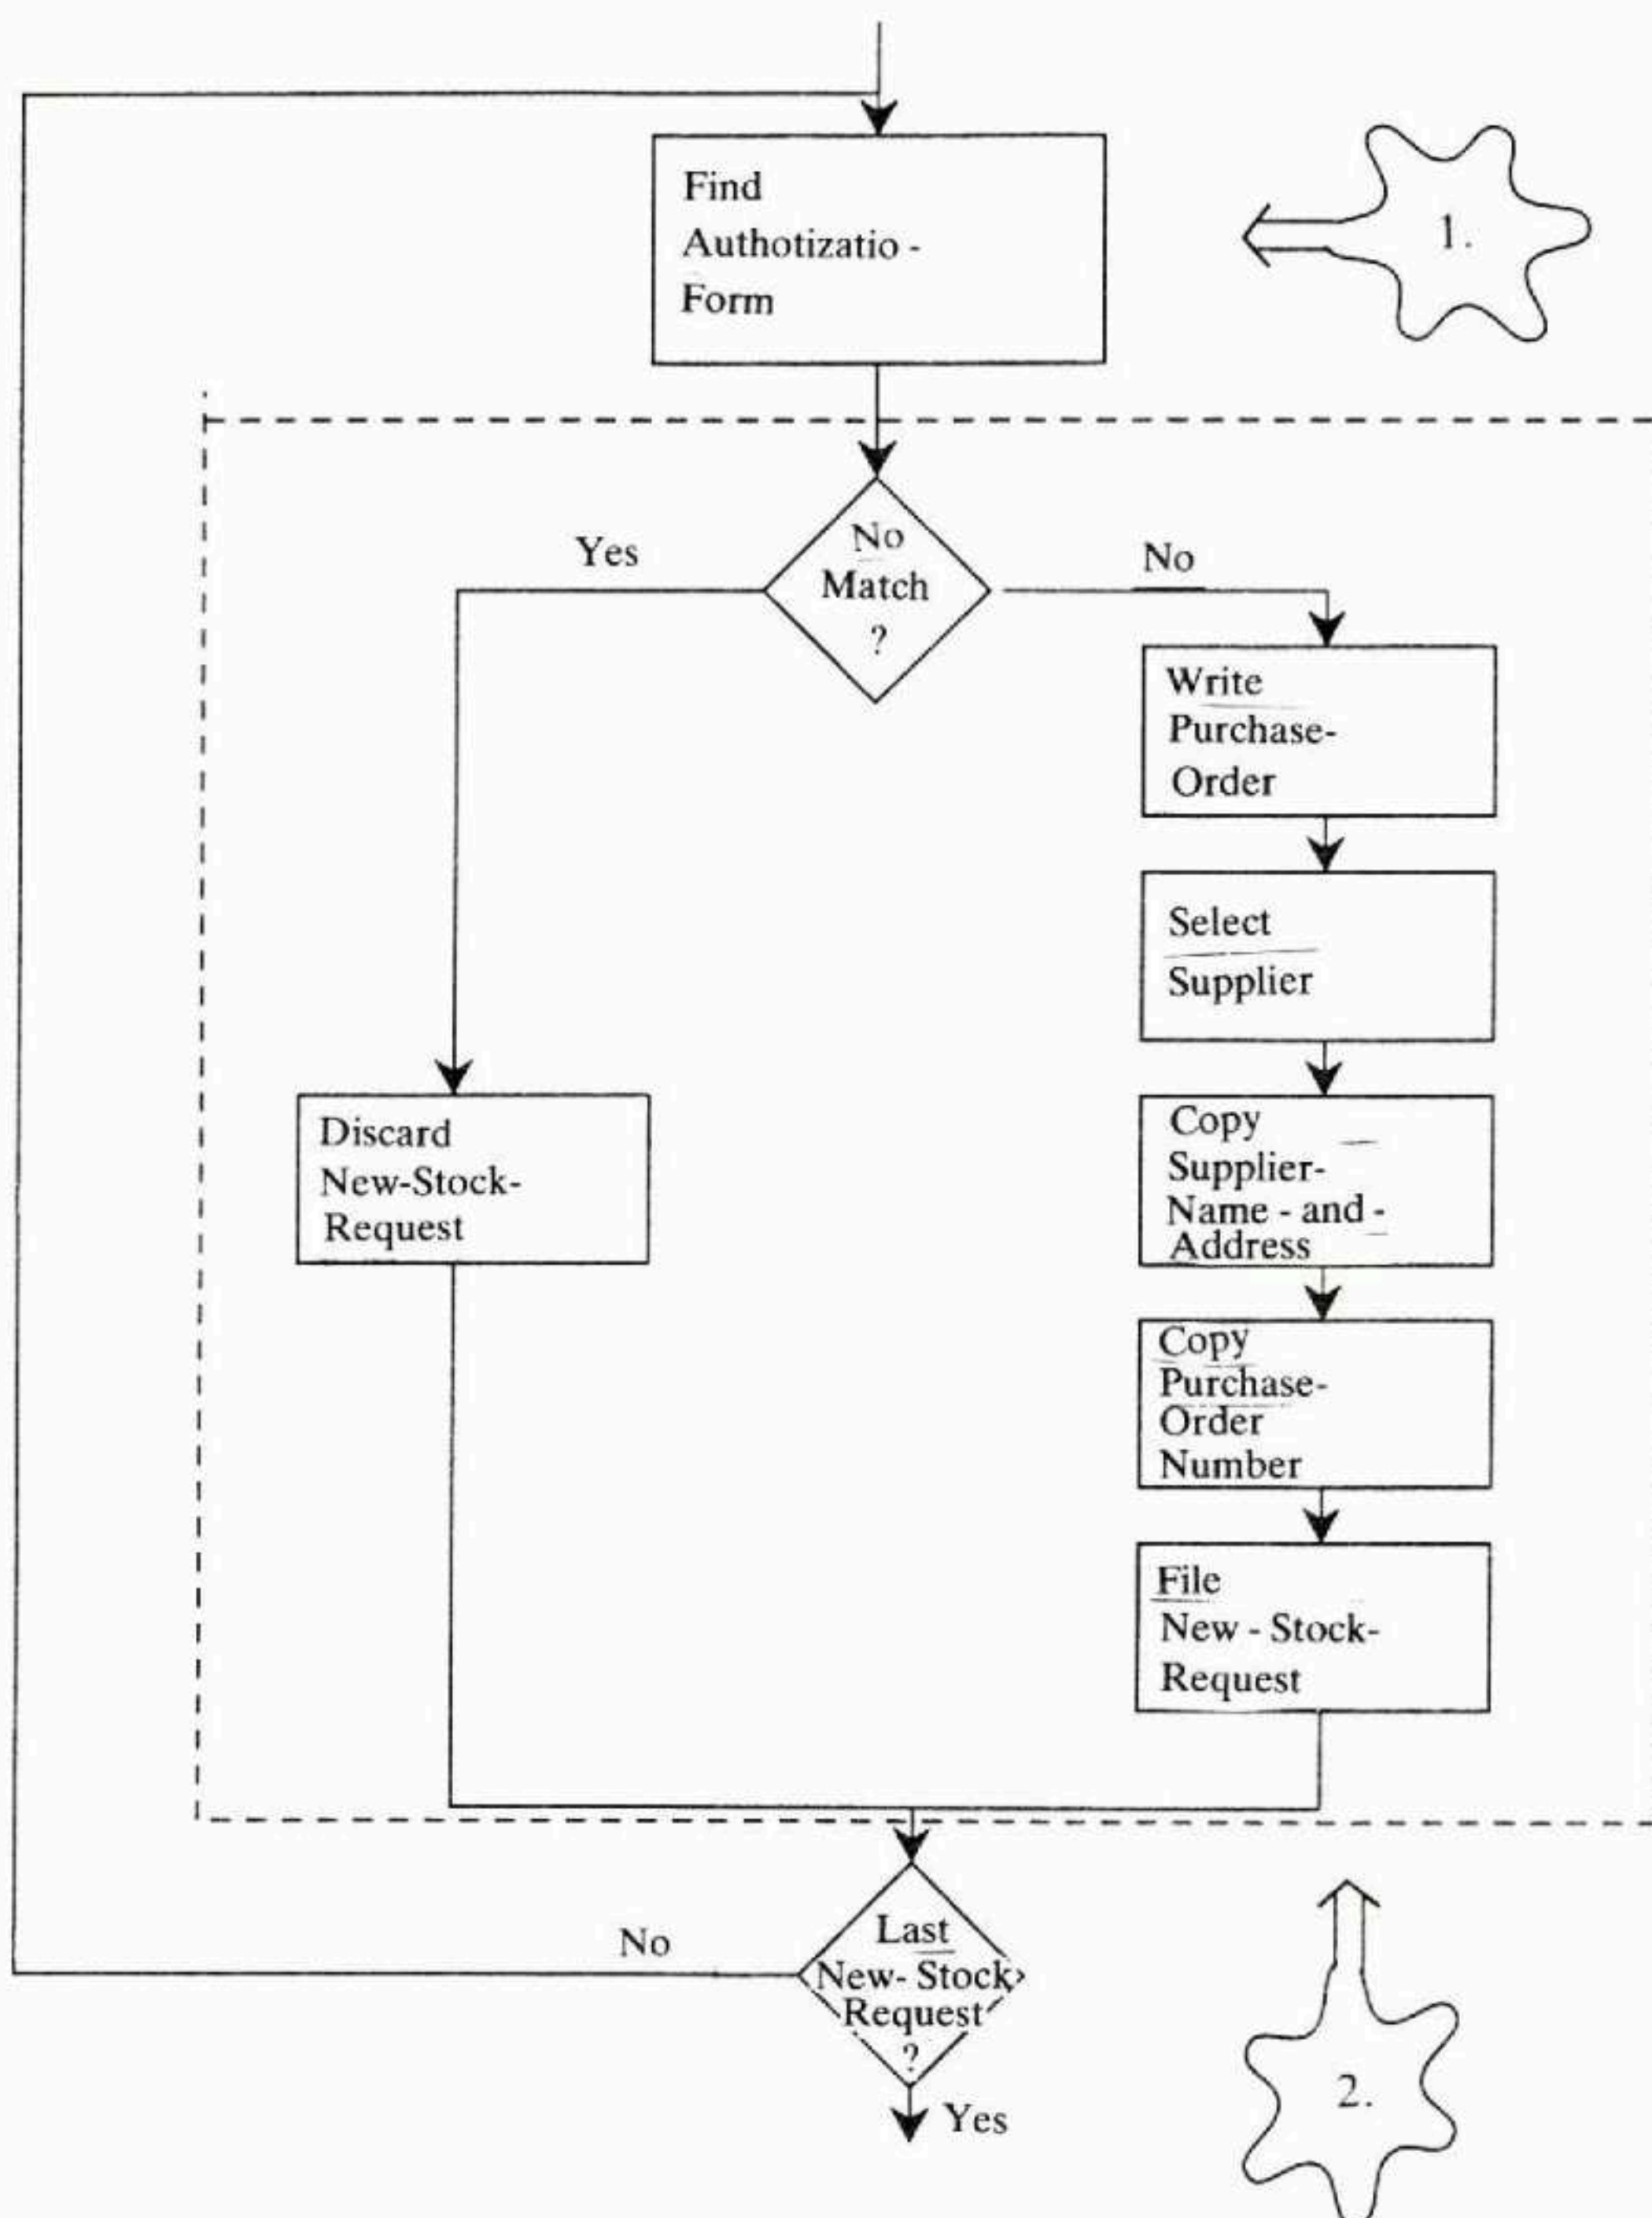 Find
Authotizatio -
Form
1.
No
Match
?
Yes
No
Write
Purchase-
Order
Select
Supplier
Copy
Supplier-
Name - and -
Address
Discard
New-Stock-
Request
Copy
Purchase-
Order
Number
File
New - Stock-
Request
Last
New- Stock
Request
?
No
Yes
2.